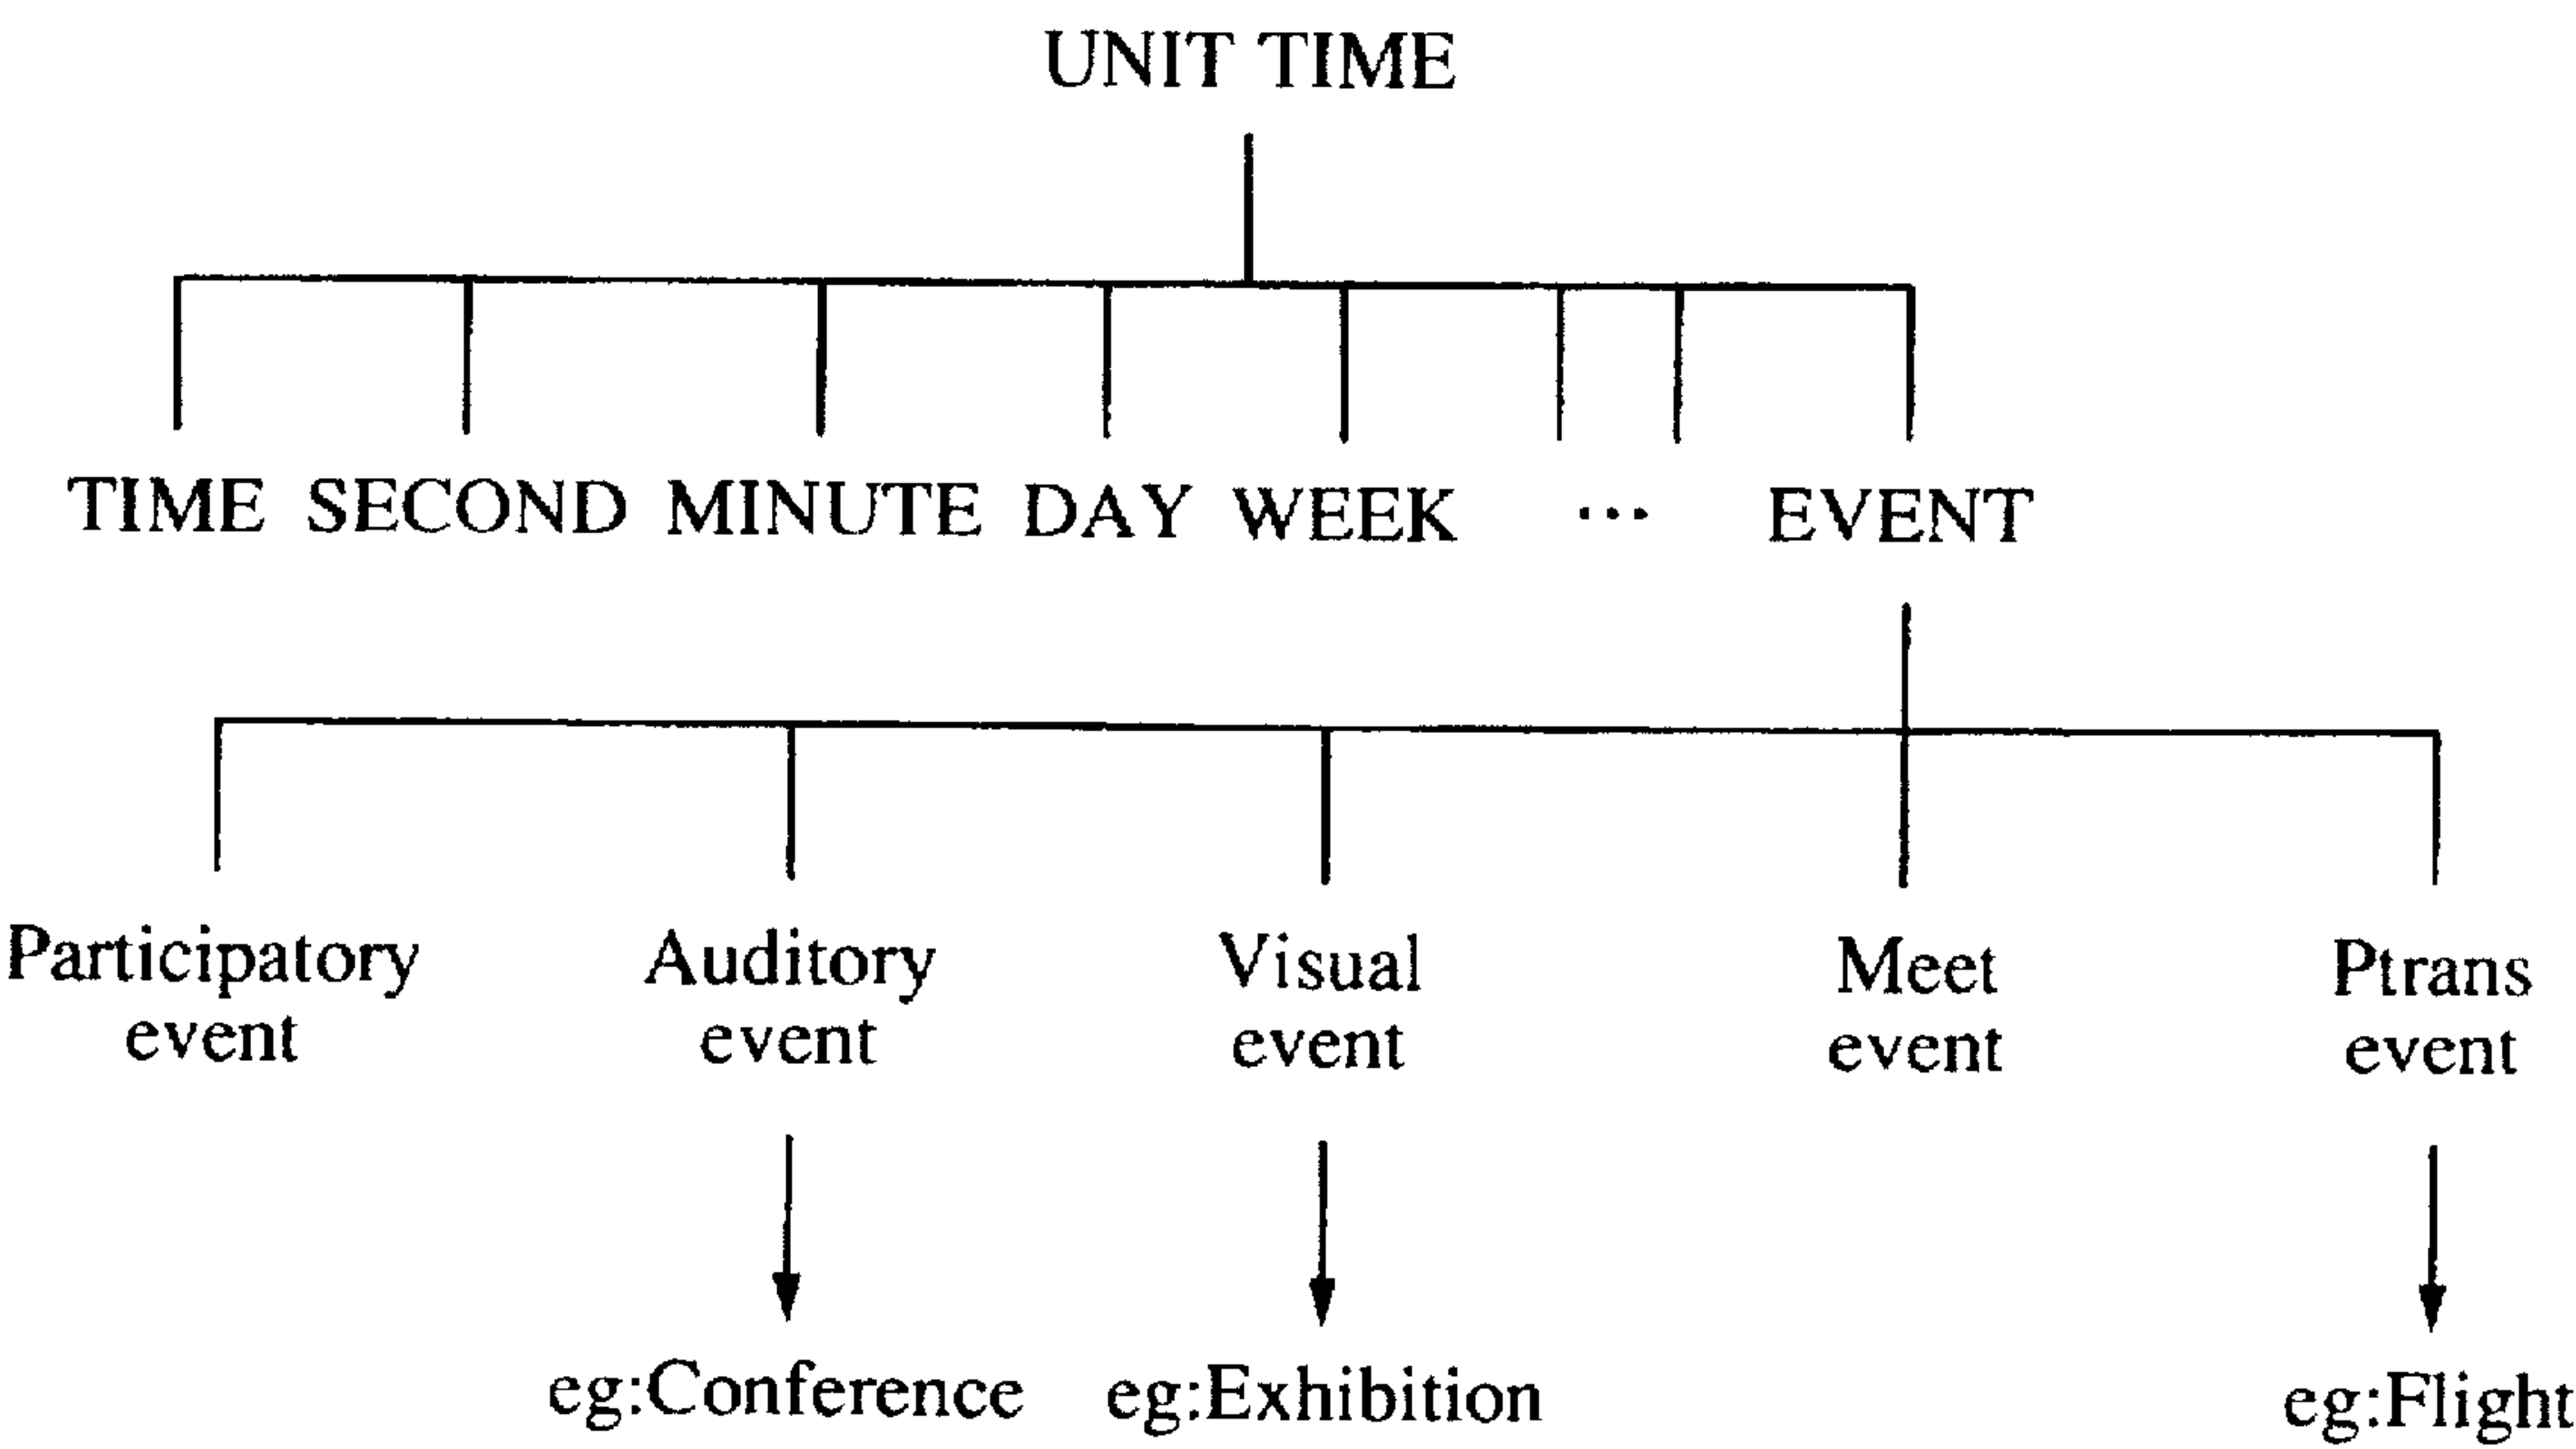 UNIT TIME
TIME SECOND MINUTE DAY WEEK ... EVENT
Participatory event
Auditory event
Visual event
Meet event
Ptrans event
eg:Conference
eg:Exhibition
eg:Flight